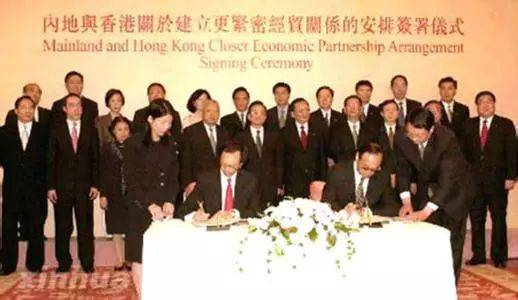 內地與香港關於建立更緊密經貿關係的安排簽署儀式
Mainland and Hong Kong Closer Economic Partnership Arrangement
Signing Ceremony
xinhua